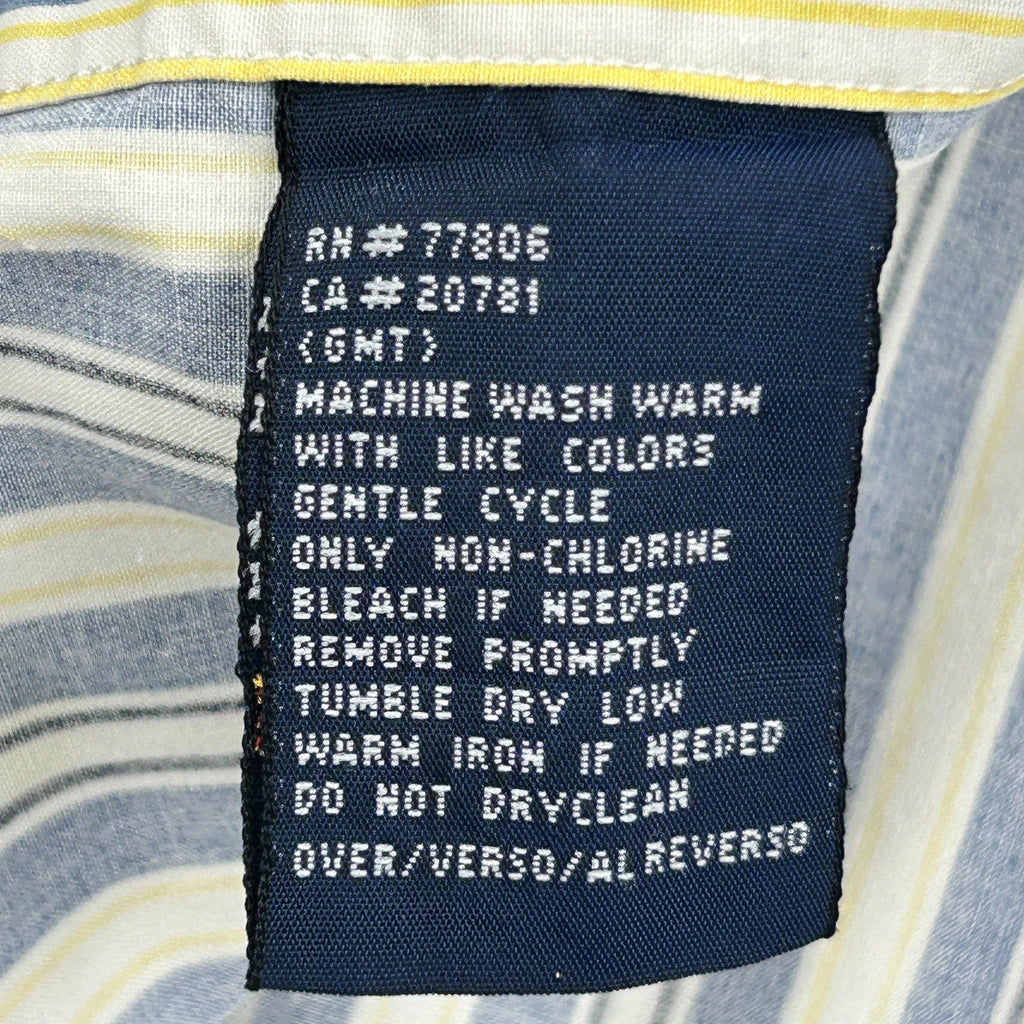 RN# 77806
CA# 20781
(GMT)
MACHINE WASH WARM
WITH LIKE COLORS
GENTLE CYCLE
ONLY NON-CHLORINE
BLEACH IF NEEDED
REMOVE PROMPTLY
TUMBLE DRY LOW
WARM IRON IF NEEDED
DO NOT DRYCLEAN
OVER/VERSO/AL REVERSO